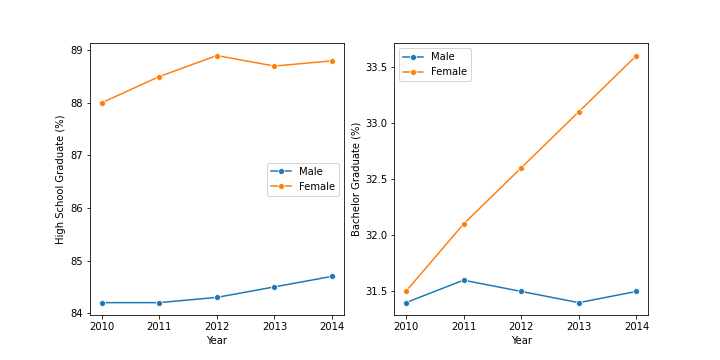 High School Graduate (%)
89
88
87
86
85
84
Male
Female
2010 2011 2012 2013 2014
Year
Bachelor Graduate (%)
33.5
33.0
32.5
32.0
31.5
Male
Female
2010 2011 2012 2013 2014
Year